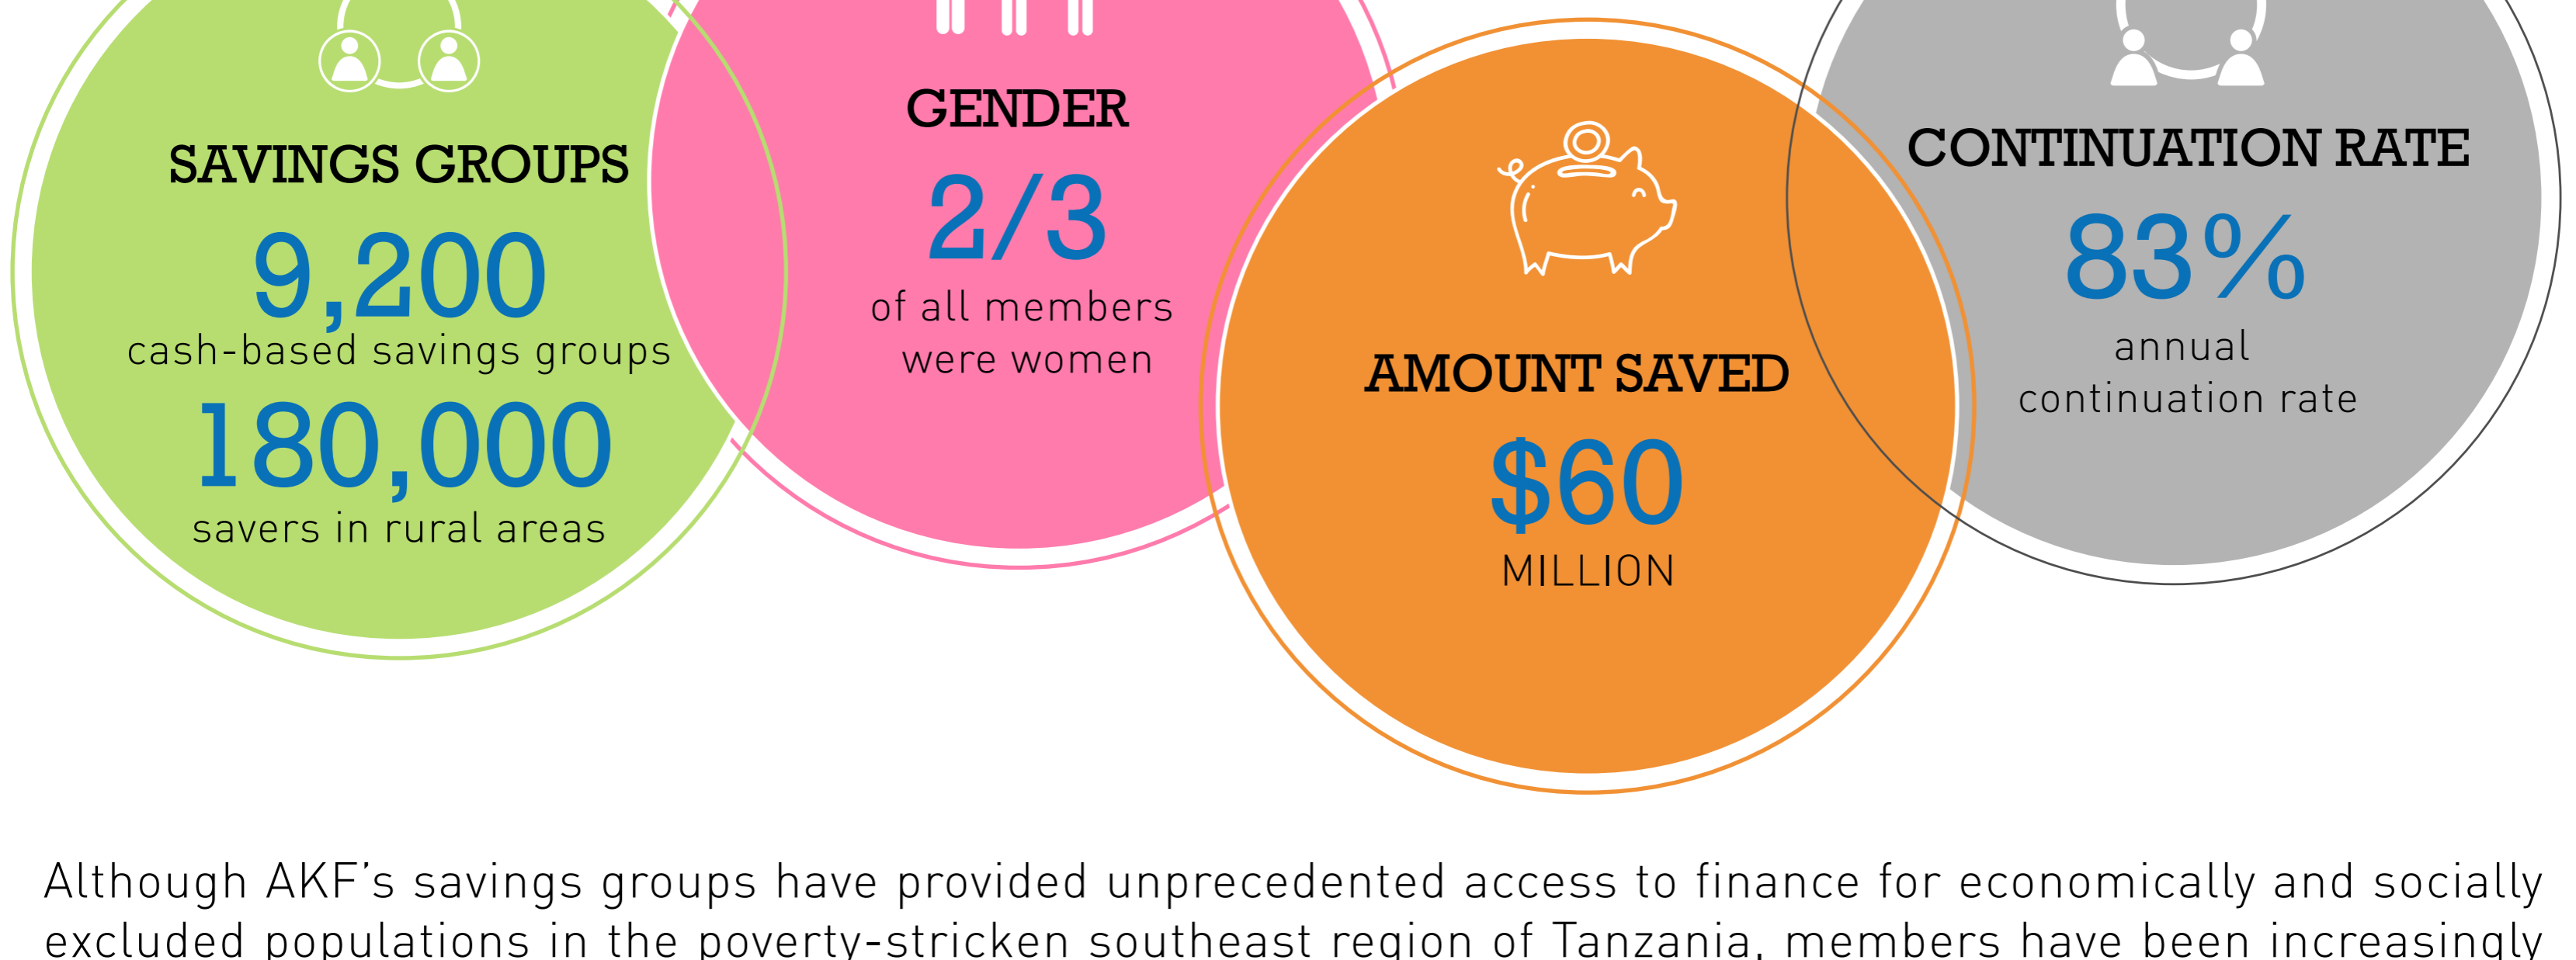 SAVINGS GROUPS
9,200
cash-based savings groups
180,000
savers in rural areas
GENDER
2/3
of all members
were women
AMOUNT SAVED
$60
MILLION
CONTINUATION RATE
83%
annual
continuation rate
Although AKF's savings groups have provided unprecedented access to finance for economically and socially
excluded populations in the poverty-stricken southeast region of Tanzania, members have been increasingly